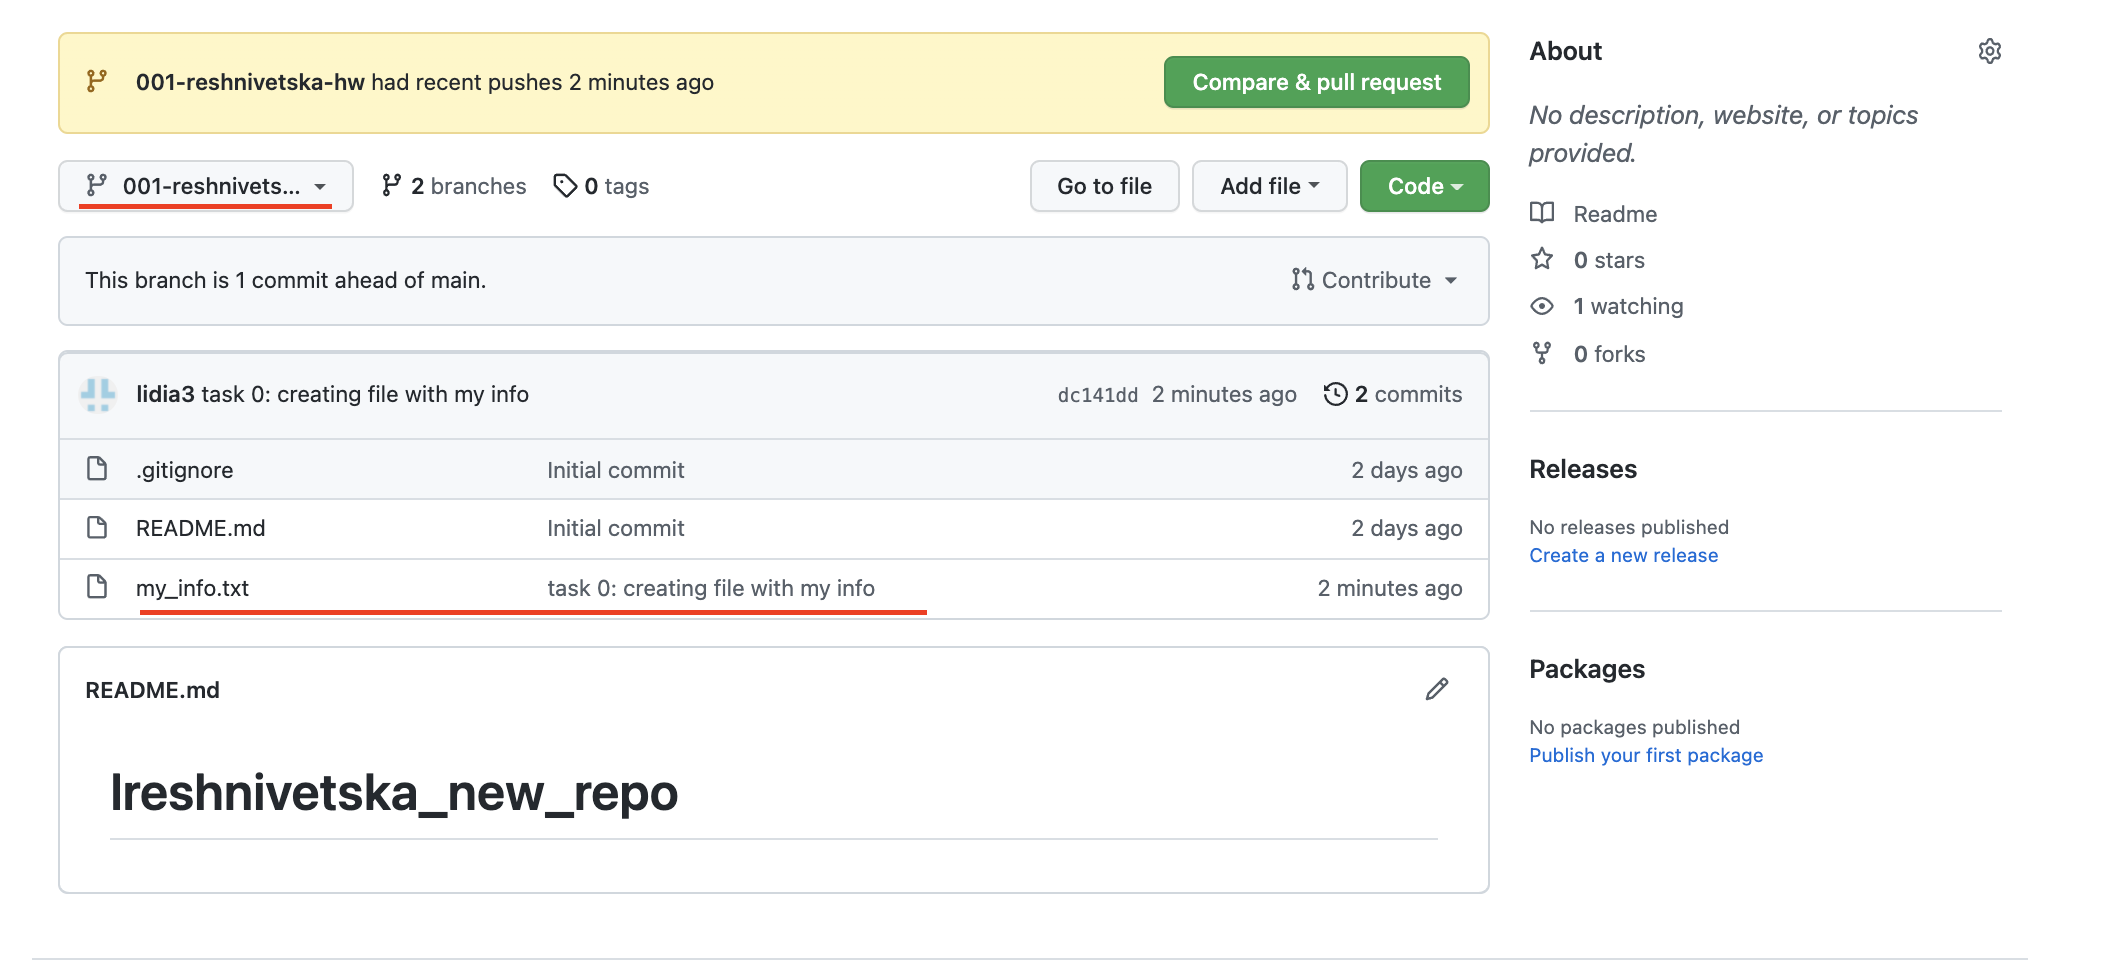 001-reshnivetska-hw had recent pushes 2 minutes ago
Compare & pull request
001-reshnivets...
2 branches
0 tags
Go to file
Add file
Code
This branch is 1 commit ahead of main.
Contribute
lidia3 task 0: creating file with my info
dc141dd 2 minutes ago
2 commits
.gitignore Initial commit 2 days ago
README.md Initial commit 2 days ago
my_info.txt task 0: creating file with my info 2 minutes ago
README.md
lreshnivetska_new_repo
About
No description, website, or topics
provided.
Readme
0 stars
1 watching
0 forks
Releases
No releases published
Create a new release
Packages
No packages published
Publish your first package